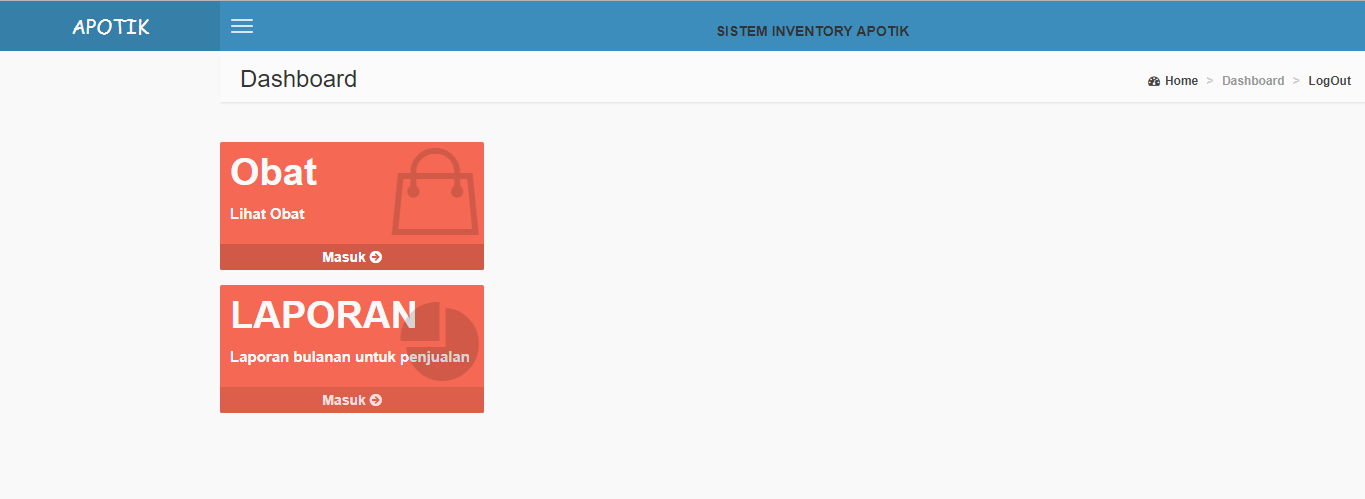 APOTIK
SISTEM INVENTORY APOTIK
Dashboard
Home > Dashboard > LogOut
Obat
Lihat Obat
Masuk
LAPORAN
Laporan bulanan untuk penjualan
Masuk